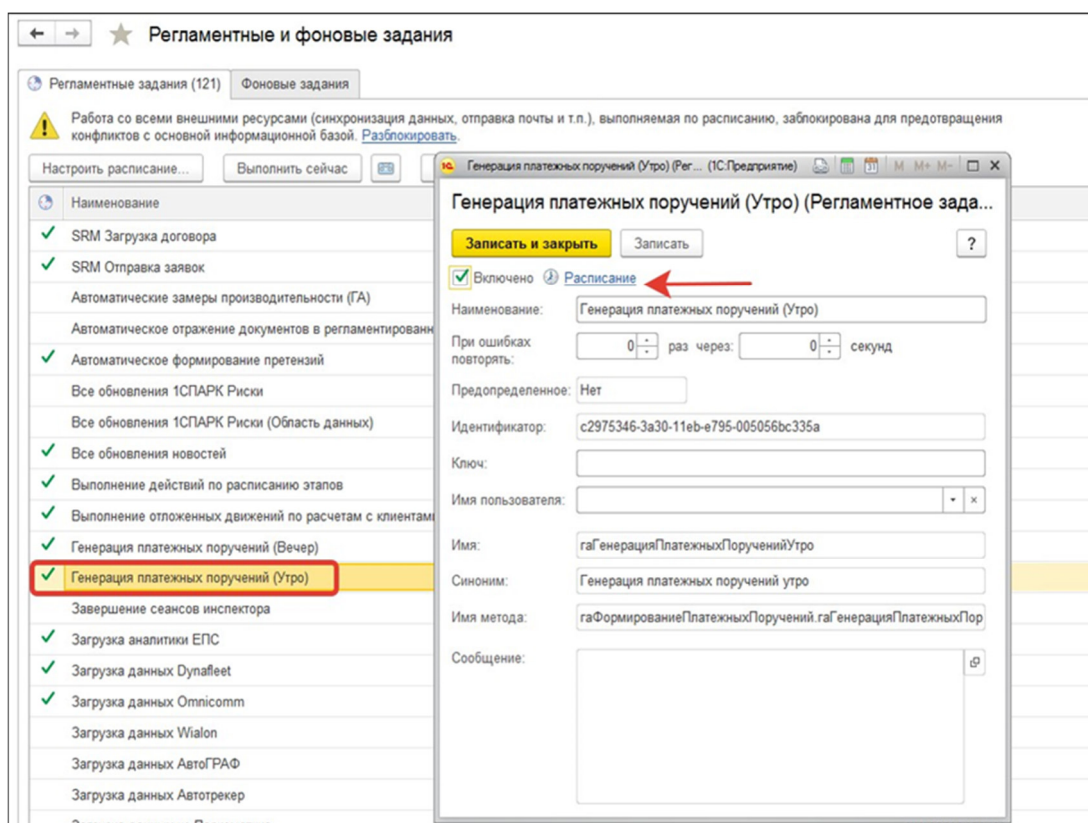 Регламентные и фоновые задания
Регламентные задания (121)
Фоновые задания
Работа со всеми внешними ресурсами (синхронизация данных, отправка почты и т.п.), выполняемая по расписанию, заблокирована для предотвращения
конфликтов с основной информационной базой. Разблокировать.
Настроить расписание...
Выполнить сейчас
Наименование
SRM Загрузка договора
SRM Отправка заявок
Автоматические замеры производительности (ГА)
Автоматическое отражение документов в регламентированн
Автоматическое формирование претензий
Все обновления 1СПАРК Риски
Все обновления 1СПАРК Риски (Область данных)
Все обновления новостей
Выполнение действий по расписанию этапов
Выполнение отложенных движений по расчетам с клиентами
Генерация платежных поручений (Вечер)
Генерация платежных поручений (Утро)
Завершение сеансов инспектора
Загрузка аналитики ЕПС
Загрузка данных Dynafleet
Загрузка данных Omnicomm
Загрузка данных Wialon
Загрузка данных АвтоГРАФ
Загрузка данных Автотрекер
Генерация платежных поручений (Утро) (Рег... (1С:Предприятие)
31
M M+ M-
Генерация платежных поручений (Утро) (Регламентное зада...
Записать и закрыть
Записать
?
Включено
Расписание
Наименование: Генерация платежных поручений (Утро)
При ошибках
повторять: 0 раз через: 0 секунд
Предопределенное: Нет
Идентификатор: c2975346-3a30-11eb-e795-005056bc335a
Ключ:
Имя пользователя:
Имя: гаГенерацияПлатежныхПорученийУтро
Синоним: Генерация платежных поручений утро
Имя метода: гаФормированиеПлатежныхПоручений.гаГенерацияПлатежныхПор
Сообщение: